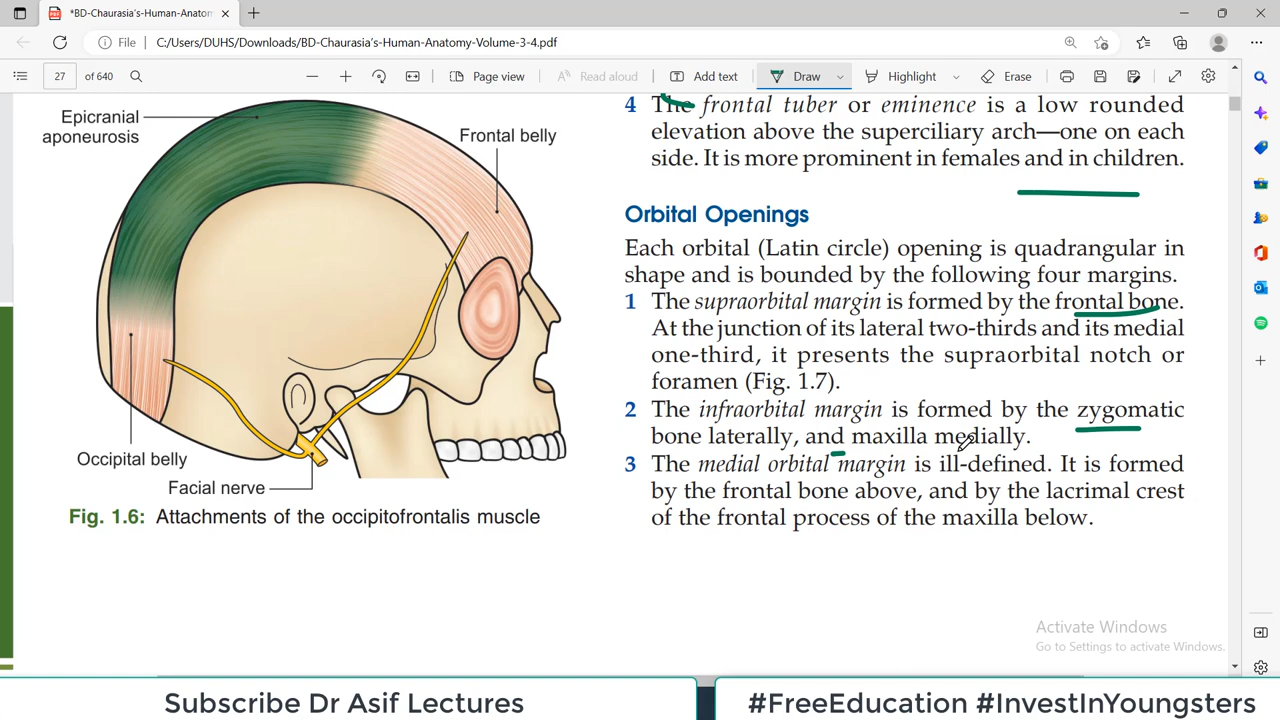 *BD-Chaurasia's-Human-Anatom
File
C:/Users/DUHS/Downloads/BD-Chaurasia's-Human-Anatomy-Volume-3-4.pdf
27
of 640
Page view
Read aloud
Add text
Draw
Highlight
Erase
Epicranial
aponeurosis
Frontal belly
Occipital belly
Facial nerve
Fig. 1.6: Attachments of the occipitofrontalis muscle
4 The frontal tuber or eminence is a low rounded
elevation above the superciliary arch—one on each
side. It is more prominent in females and in children.
Orbital Openings
Each orbital (Latin circle) opening is quadrangular in
shape and is bounded by the following four margins.
1 The supraorbital margin is formed by the frontal bone.
At the junction of its lateral two-thirds and its medial
one-third, it presents the supraorbital notch or
foramen (Fig. 1.7).
2 The infraorbital margin is formed by the zygomatic
bone laterally, and maxilla medially.
3 The medial orbital margin is ill-defined. It is formed
by the frontal bone above, and by the lacrimal crest
of the frontal process of the maxilla below.
Activate Windows
Go to Settings to activate Windows.
Subscribe Dr Asif Lectures
#FreeEducation #InvestInYoungsters